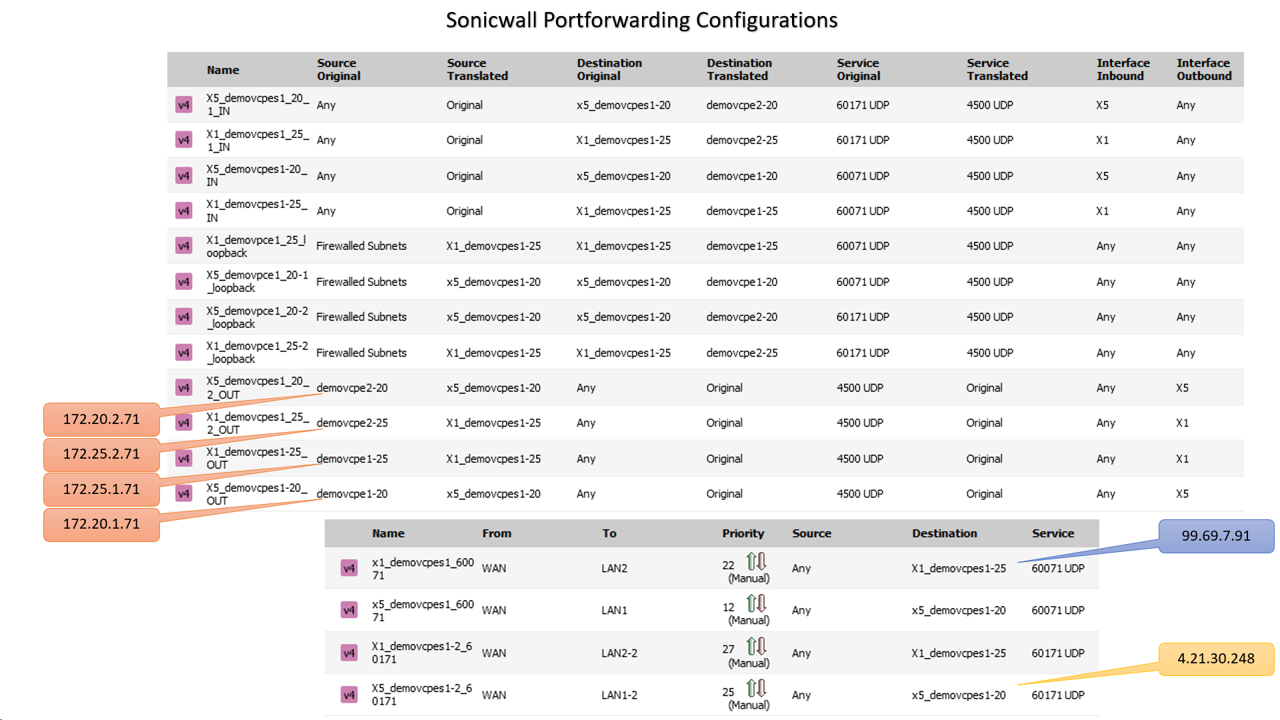 Sonicwall Portforwarding Configurations
Name Source Original Source Translated Destination Original Destination Translated Service Original Service Translated Interface Inbound Interface Outbound
v4 X5_demovcpes1_20_1_IN Any Original x5_demovcpes1-20 demovcpe2-20 60171 UDP 4500 UDP X5 Any
v4 X1_demovcpes1_25_1_IN Any Original X1_demovcpes1-25 demovcpe2-25 60171 UDP 4500 UDP X1 Any
v4 X5_demovcpes1-20_IN Any Original x5_demovcpes1-20 demovcpe1-20 60071 UDP 4500 UDP X5 Any
v4 X1_demovcpes1-25_IN Any Original X1_demovcpes1-25 demovcpe1-25 60071 UDP 4500 UDP X1 Any
v4 X1_demovpce1_25_loopback Firewalled Subnets X1_demovcpes1-25 X1_demovcpes1-25 demovcpe1-25 60071 UDP 4500 UDP Any Any
v4 X5_demovpce1_20-1_loopback Firewalled Subnets x5_demovcpes1-20 x5_demovcpes1-20 demovcpe1-20 60071 UDP 4500 UDP Any Any
v4 X5_demovpce1_20-2_loopback Firewalled Subnets x5_demovcpes1-20 x5_demovcpes1-20 demovcpe2-20 60171 UDP 4500 UDP Any Any
v4 X1_demovpce1_25-2_loopback Firewalled Subnets X1_demovcpes1-25 X1_demovcpes1-25 demovcpe2-25 60171 UDP 4500 UDP Any Any
v4 X5_demovcpes1_20_2_OUT demovcpe2-20 x5_demovcpes1-20 Any Original 4500 UDP Original Any X5
172.20.2.71
v4 X1_demovcpes1_25_2_OUT demovcpe2-25 X1_demovcpes1-25 Any Original 4500 UDP Original Any X1
172.25.2.71
v4 X1_demovcpes1-25_OUT demovcpe1-25 X1_demovcpes1-25 Any Original 4500 UDP Original Any X1
172.25.1.71
v4 X5_demovcpes1-20_OUT demovcpe1-20 x5_demovcpes1-20 Any Original 4500 UDP Original Any X5
172.20.1.71
Name From To Priority Source Destination Service
99.69.7.91
v4 x1_demovcpes1_60071 WAN LAN2 22 (Manual) Any X1_demovcpes1-25 60071 UDP
v4 x5_demovcpes1_60071 WAN LAN1 12 (Manual) Any x5_demovcpes1-20 60071 UDP
v4 X1_demovcpes1-2_60171 WAN LAN2-2 27 (Manual) Any X1_demovcpes1-25 60171 UDP
4.21.30.248
v4 X5_demovcpes1-2_60171 WAN LAN1-2 25 (Manual) Any x5_demovcpes1-20 60171 UDP